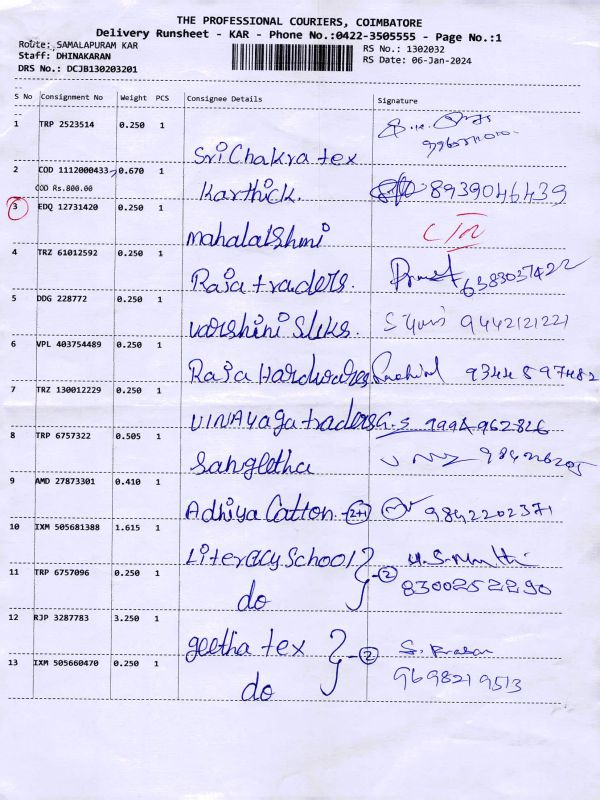 THE PROFESSIONAL COURIERS, COIMBATORE
Delivery Runsheet - KAR - Phone No.:0422-3505555 - Page No.:1
Route: SAMALAPURAM KAR
Staff: DHINAKARAN
DRS No.: DCJB130203201
RS No.: 1302032
RS Date: 06-Jan-2024
S No Consignment No Weight PCS Consignee Details Signature
1 TRP 2523514 0.250 1
Sri Chakra tex
2 COD 1112000433 0.670 1
COD Rs.800.00
Karthick. 8939046439
3 EDQ 12731420 0.250 1
mahalakshmi
4 TRZ 61012592 0.250 1
Raja traders. 6383037422
5 DDG 228772 0.250 1
varshini Silks. 9442121221
6 VPL 403754489 0.250 1
Raja Hardwares 9344897482
7 TRZ 130012229 0.250 1
VINAYaga traders G.S 9994962826
8 TRP 6757322 0.505 1
Sangeetha
9 AMD 27873301 0.410 1
Adhiya Cotton - 2+1 9842202371
10 IXM 505681388 1.615 1
Literacy School - 2
11 TRP 6757096 0.250 1
do 8300252290
12 RJP 3287783 3.250 1
geetha tex - 2
13 IXM 505660470 0.250 1
do 9698219513